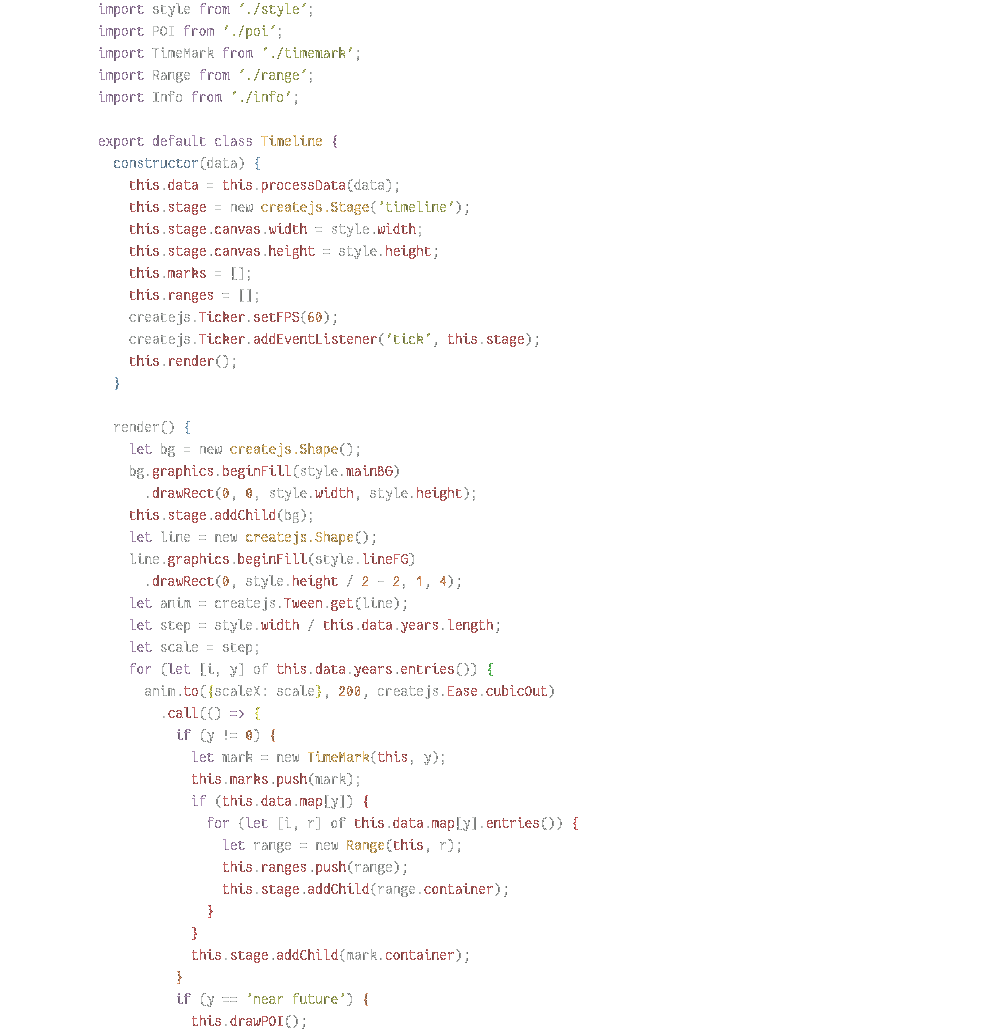 import style from './style';
import POI from './poi';
import TimeMark from './timemark';
import Range from './range';
import Info from './info';

export default class Timeline {
  constructor(data) {
    this.data = this.processData(data);
    this.stage = new createjs.Stage('timeline');
    this.stage.canvas.width = style.width;
    this.stage.canvas.height = style.height;
    this.marks = [];
    this.ranges = [];
    createjs.Ticker.setFPS(60);
    createjs.Ticker.addEventListener('tick', this.stage);
    this.render();
  }

  render() {
    let bg = new createjs.Shape();
    bg.graphics.beginFill(style.mainBG)
      .drawRect(0, 0, style.width, style.height);
    this.stage.addChild(bg);
    let line = new createjs.Shape();
    line.graphics.beginFill(style.lineFG)
      .drawRect(0, style.height / 2 - 2, 1, 4);
    let anim = createjs.Tween.get(line);
    let step = style.width / this.data.years.length;
    let scale = step;
    for (let [i, y] of this.data.years.entries()) {
      anim.to({scaleX: scale}, 200, createjs.Ease.cubicOut)
        .call(() => {
          if (y != 0) {
            let mark = new TimeMark(this, y);
            this.marks.push(mark);
            if (this.data.map[y]) {
              for (let [i, r] of this.data.map[y].entries()) {
                let range = new Range(this, r);
                this.ranges.push(range);
                this.stage.addChild(range.container);
              }
            }
            this.stage.addChild(mark.container);
          }
          if (y == 'near future') {
            this.drawPOI();